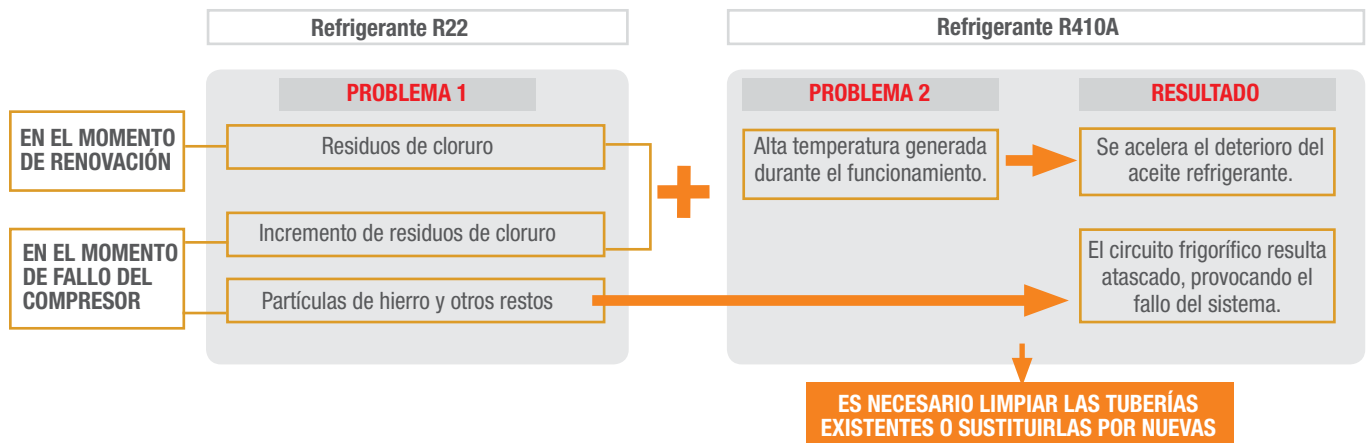 Refrigerante R22
Refrigerante R410A
PROBLEMA 1
PROBLEMA 2
RESULTADO
EN EL MOMENTO
DE RENOVACIÓN
Residuos de cloruro
Alta temperatura generada
durante el funcionamiento.
Se acelera el deterioro del
aceite refrigerante.
EN EL MOMENTO
DE FALLO DEL
COMPRESOR
Incremento de residuos de cloruro
Partículas de hierro y otros restos
El circuito frigorífico resulta
atascado, provocando el
fallo del sistema.
ES NECESARIO LIMPIAR LAS TUBERÍAS
EXISTENTES O SUSTITUIRLAS POR NUEVAS